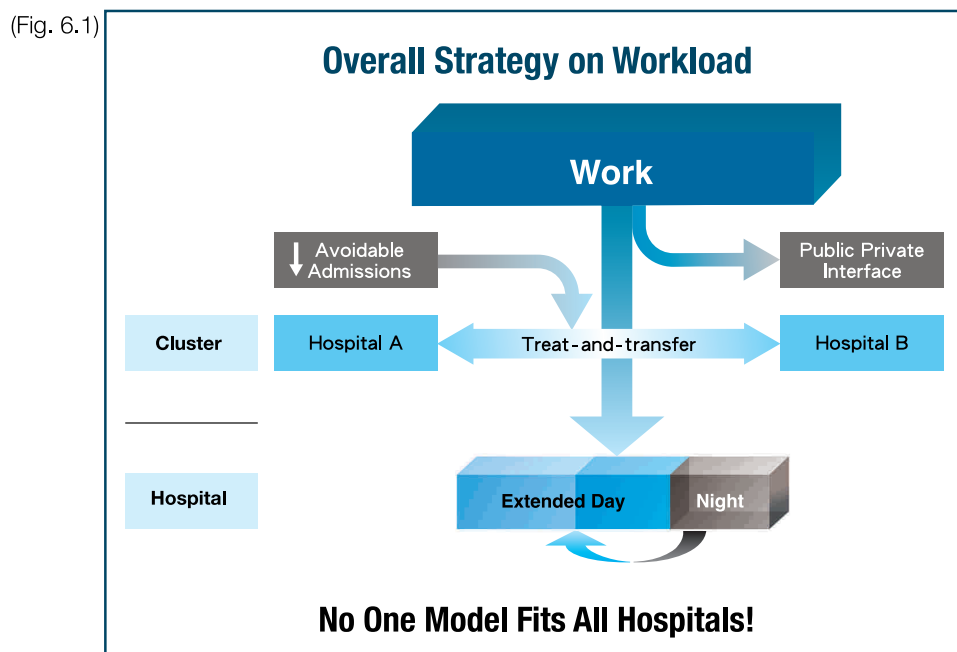 (Fig. 6.1)
Overall Strategy on Workload
Work
↓ Avoidable
Admissions
Public Private
Interface
Cluster
Hospital A
Treat-and-transfer
Hospital B
Hospital
Extended Day
Night
No One Model Fits All Hospitals!